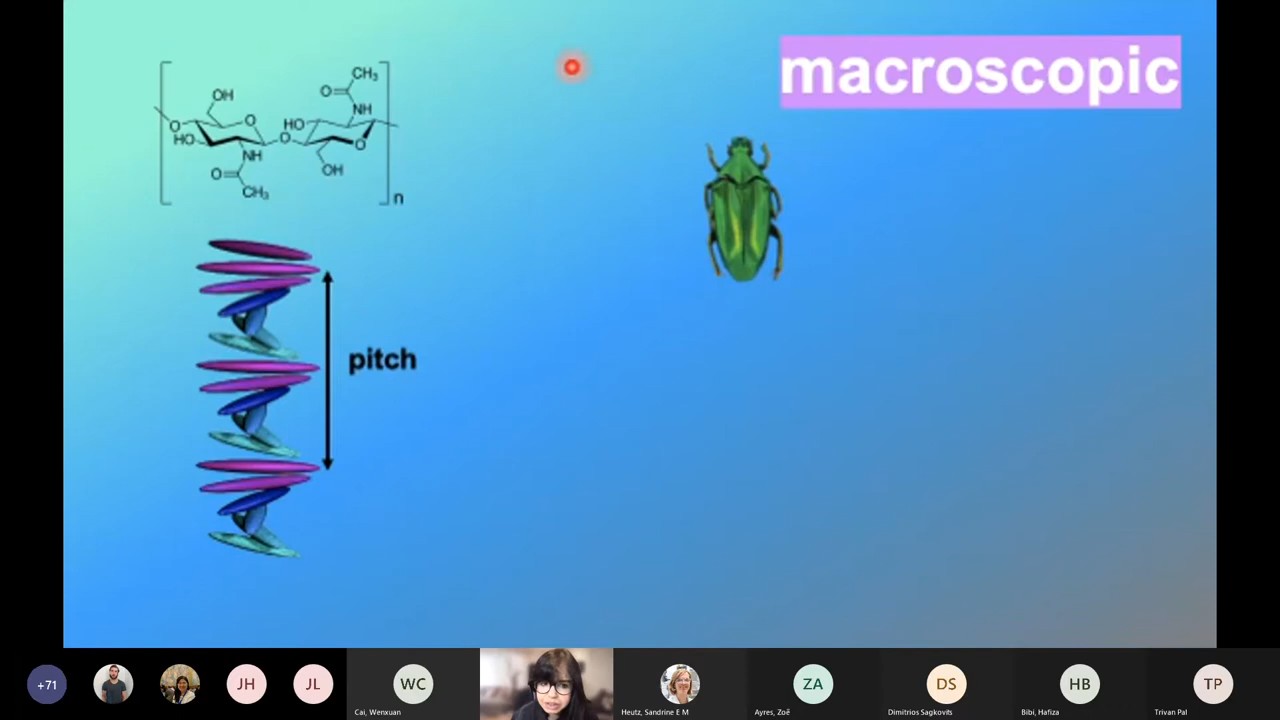 macroscopic
CH3
O
NH
OH
O
HO
O
O
HO
NH
O
OH
O
CH3
n
pitch
+71
JH
JL
WC
ZA
DS
HB
TP
Cai, Wenxuan
Heutz, Sandrine E M
Ayres, Zoë
Dimitrios Sagkovits
Bibi, Hafiza
Trivan Pal